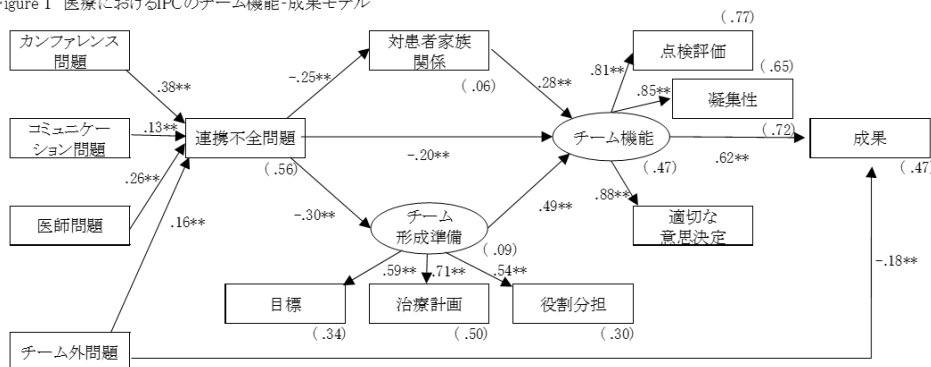 Figure 1 医療におけるIPCのチーム機能-成果モデル
(.77)
カンファレンス
問題
対患者家族
関係
点検評価
(.65)
.38**
-.25**
(.06)
.28**
.81**
.85**
凝集性
(.72)
コミュニケー
ション問題
.13**
連携不全問題
(.56)
-.20**
チーム機能
(.47)
.62**
成果
(.47)
.26**
.16**
-.30**
.49**
.88**
医師問題
チーム
形成準備
(.09)
適切な
意思決定
-.18**
.59**
.71**
.54**
目標
治療計画
役割分担
(.34)
(.50)
(.30)
チーム外問題